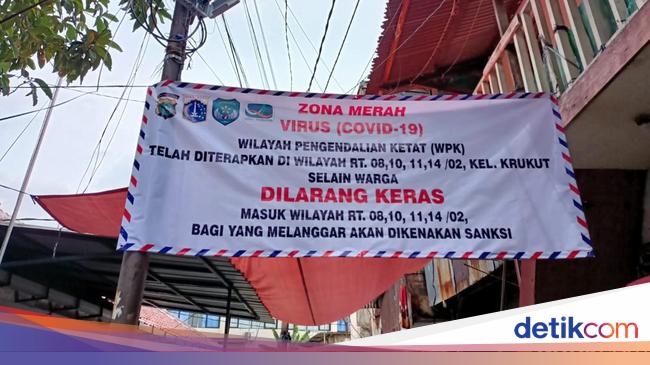 ZONA MERAH
VIRUS (COVID-19)
WILAYAH PENGENDALIAN KETAT (WPK)
TELAH DITERAPKAN DI WILAYAH RT. 08,10, 11,14 /02, KEL. KRUKUT
SELAIN WARGA
DILARANG KERAS
MASUK WILAYAH RT. 08,10, 11,14 /02,
BAGI YANG MELANGGAR AKAN DIKENAKAN SANKSI
detikcom